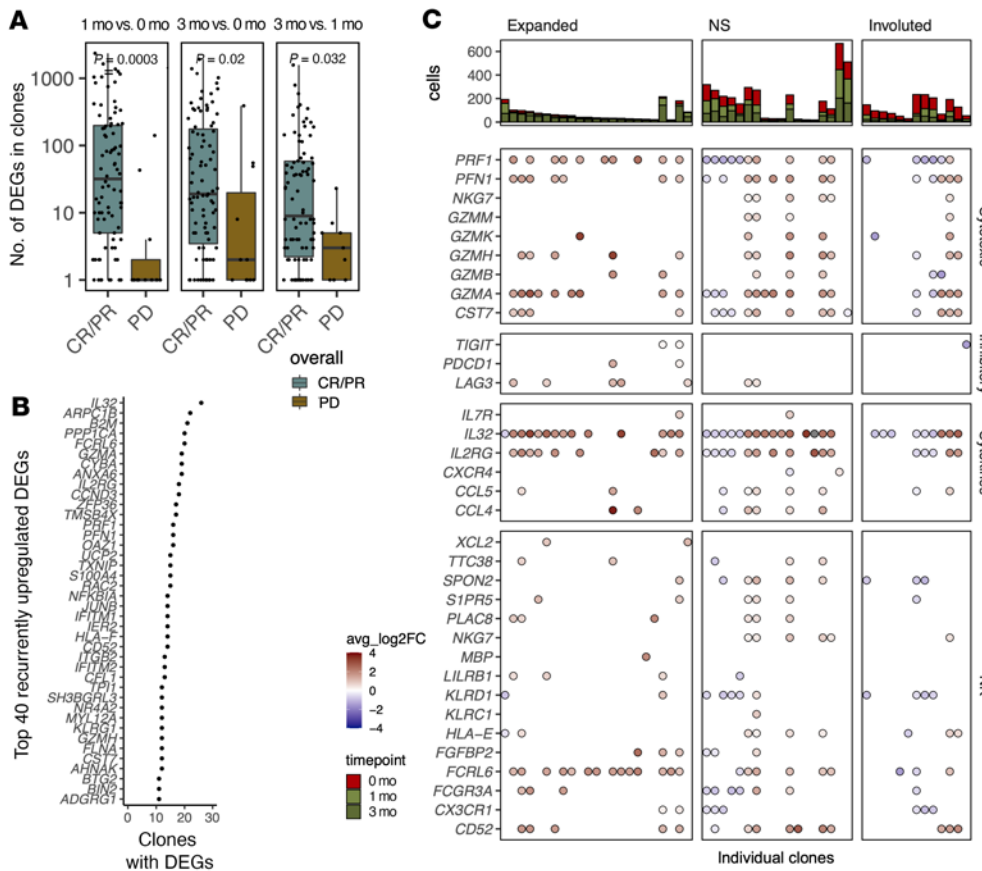 A
1 mo vs. 0 mo
3 mo vs. 0 mo
3 mo vs. 1 mo
P = 0.0003
P = 0.02
P = 0.032
No. of DEGs in clones
1000
100
10
1
CR/PR
PD
CR/PR
PD
CR/PR
PD
overall
CR/PR
PD
B
Top 40 recurrently upregulated DEGs
IL32
ARPC1B
B2M
PPP1CA
FCRL6
GZMA
CYBA
ANXA6
IL2RG
CCND3
ZFP36
TMSB4X
PRF1
PFN1
OAZ1
UCP2
TXNIP
S100A4
RAC2
NFKBIA
JUNB
IFITM1
IER2
HLA-F
CD52
ITGB2
IFITM2
CFL1
TPI1
SH3BGRL3
NR4A2
MYL12A
KLRG1
GZMH
FLNA
CST7
AHNAK
BTG2
BIN2
ADGRG1
0 10 20 30
Clones
with DEGs
avg_log2FC
4
2
0
−2
−4
timepoint
0 mo
1 mo
3 mo
C
Expanded
NS
Involuted
cells
600
400
200
0
PRF1
PFN1
NKG7
GZMM
GZMK
GZMH
GZMB
GZMA
CST7
TIGIT
PDCD1
LAG3
IL7R
IL32
IL2RG
CXCR4
CCL5
CCL4
XCL2
TTC38
SPON2
S1PR5
PLAC8
NKG7
MBP
LILRB1
KLRD1
KLRC1
HLA-E
FGFBP2
FCRL6
FCGR3A
CX3CR1
CD52
Individual clones